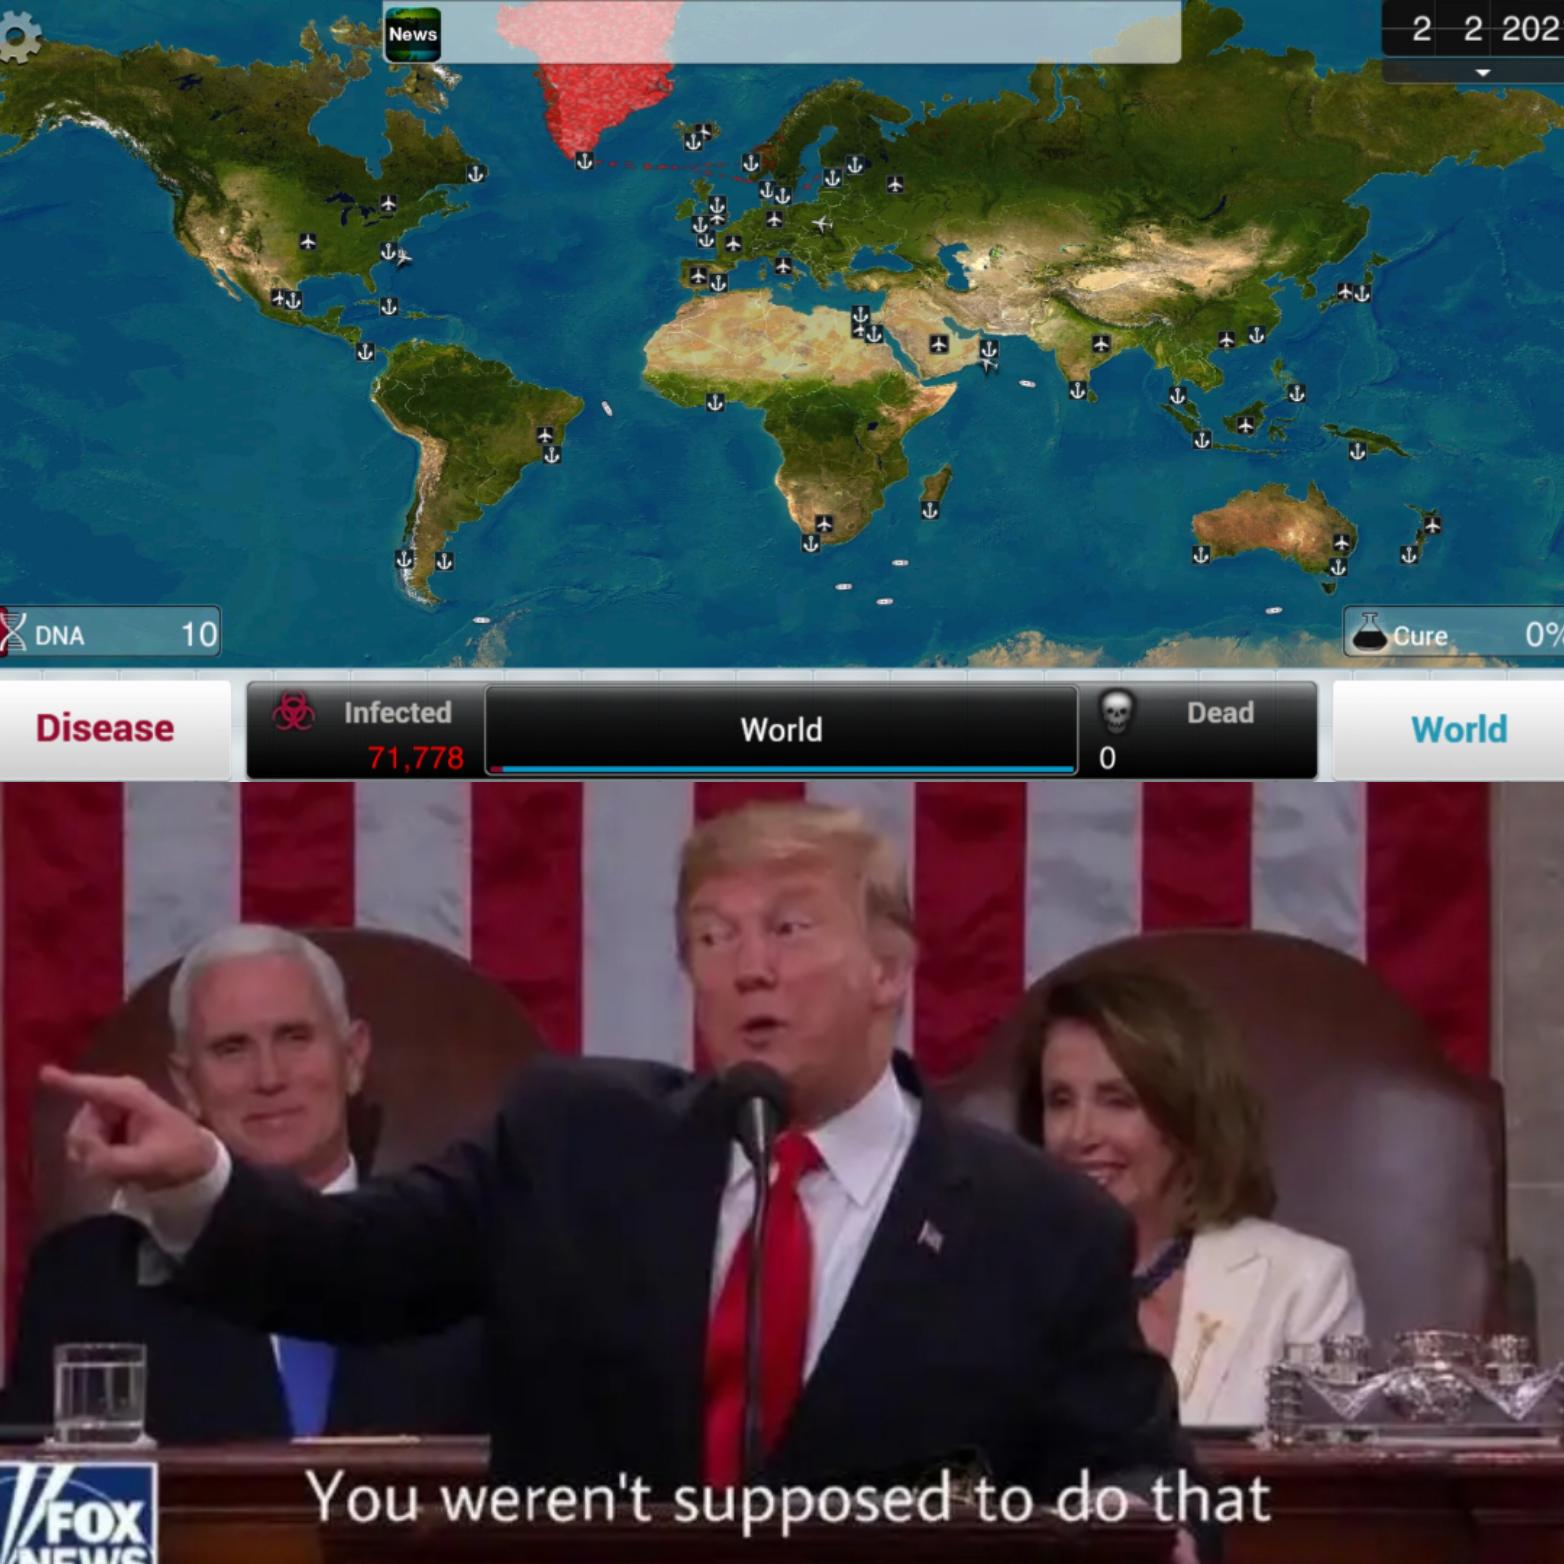 News
2 2 202
DNA 10
Cure 0%
Disease
Infected
71,778
World
Dead
0
World
You weren't supposed to do that
FOX
NEWS